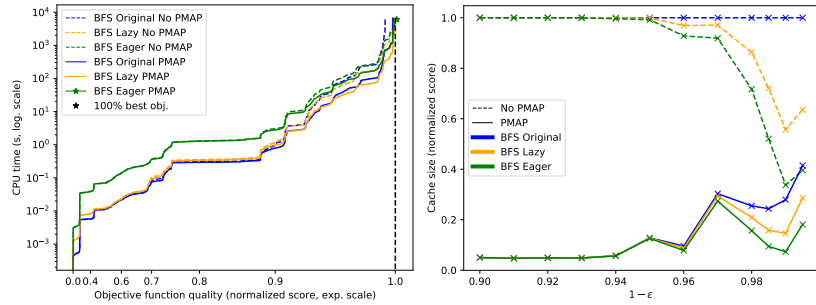 10⁴
10³
10²
10¹
10⁰
10⁻¹
10⁻²
10⁻³
CPU time (s, log. scale)
BFS Original No PMAP
BFS Lazy No PMAP
BFS Eager No PMAP
BFS Original PMAP
BFS Lazy PMAP
BFS Eager PMAP
100% best obj.
0.0 0.4 0.6 0.7 0.8 0.9 1.0
Objective function quality (normalized score, exp. scale)
1.0
0.8
0.6
0.4
0.2
0.0
Cache size (normalized score)
No PMAP
PMAP
BFS Original
BFS Lazy
BFS Eager
0.90 0.92 0.94 0.96 0.98
1 − ε